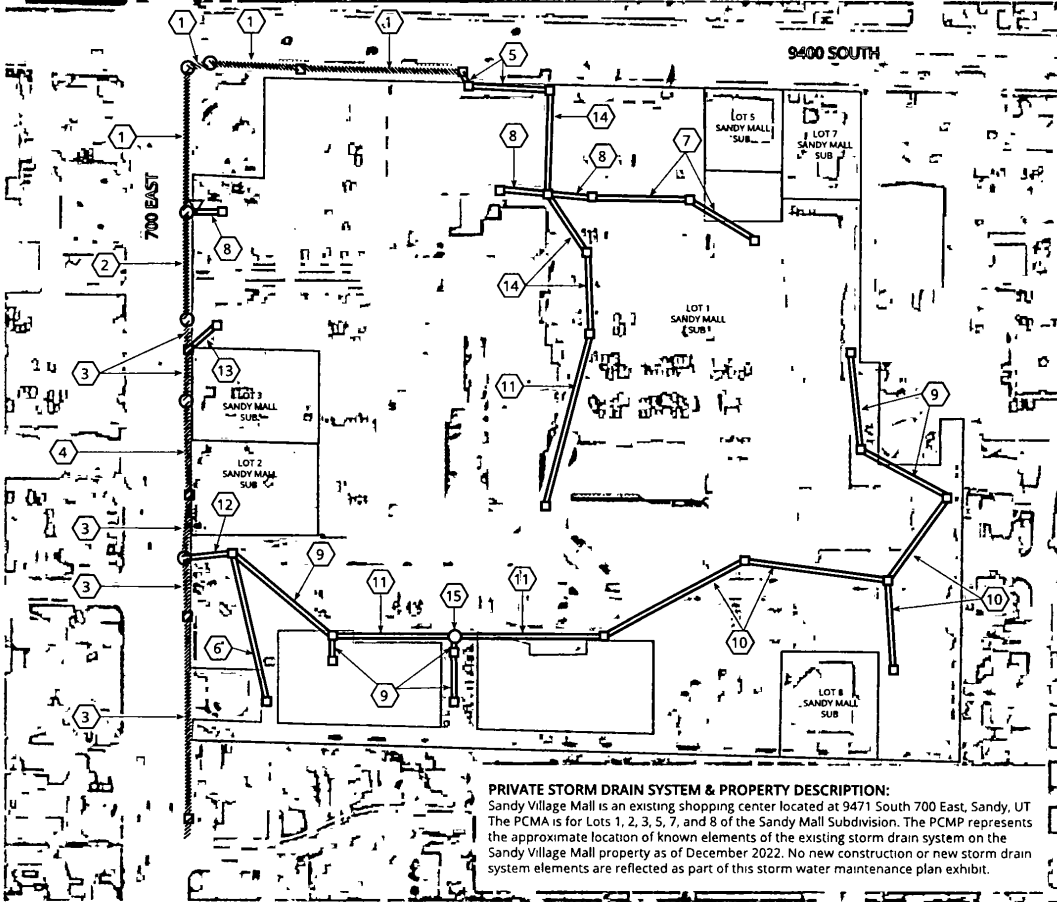 1
1
1
5
9400 SOUTH
14
1
8
8
7
LOT 5
SANDY MALL
SUB
LOT 7
SANDY MALL
SUB
700 EAST
8
2
14
LOT 1
SANDY MALL
SUB
13
3
11
9
LOT 3
SANDY MALL
SUB
4
LOT 2
SANDY MALL
SUB
12
3
9
11
15
11
3
10
10
6
9
3
LOT 8
SANDY MALL
SUB
PRIVATE STORM DRAIN SYSTEM & PROPERTY DESCRIPTION:
Sandy Village Mall is an existing shopping center located at 9471 South 700 East, Sandy, UT
The PCMA is for Lots 1, 2, 3, 5, 7, and 8 of the Sandy Mall Subdivision. The PCMP represents
the approximate location of known elements of the existing storm drain system on the
Sandy Village Mall property as of December 2022. No new construction or new storm drain
system elements are reflected as part of this storm water maintenance plan exhibit.